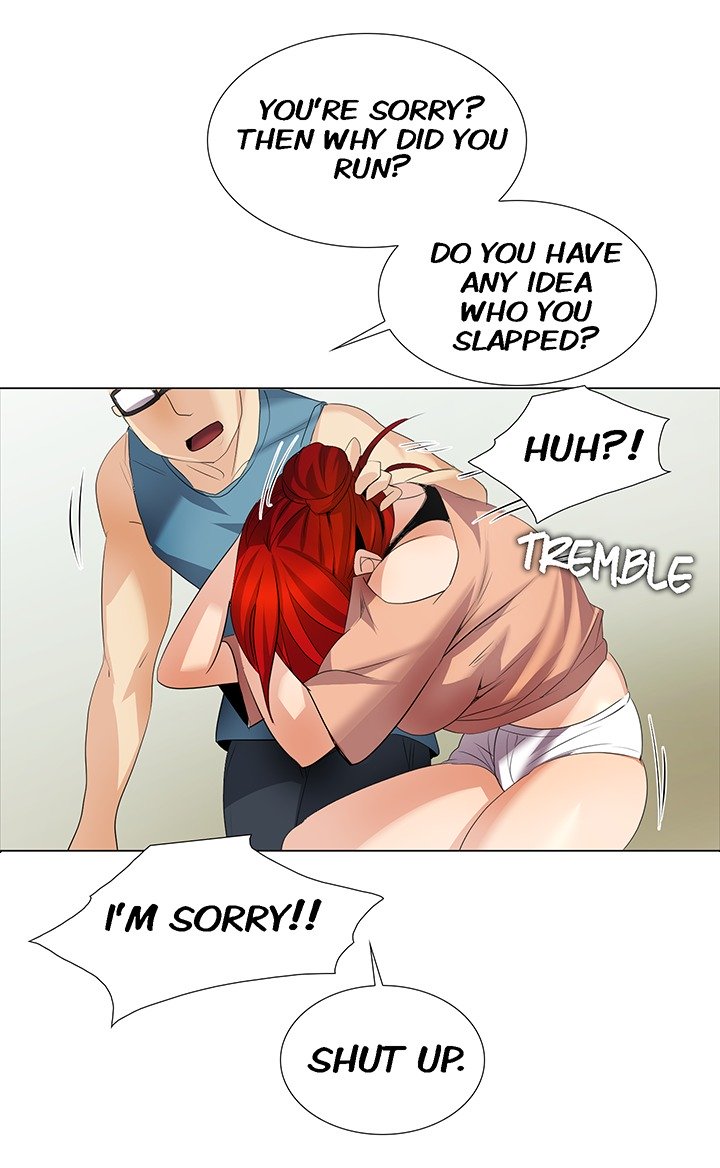 YOU'RE SORRY?
THEN WHY DID YOU
RUN?
DO YOU HAVE
ANY IDEA
WHO YOU
SLAPPED?
HUH?!
TREMBLE
I'M SORRY!!
SHUT UP.